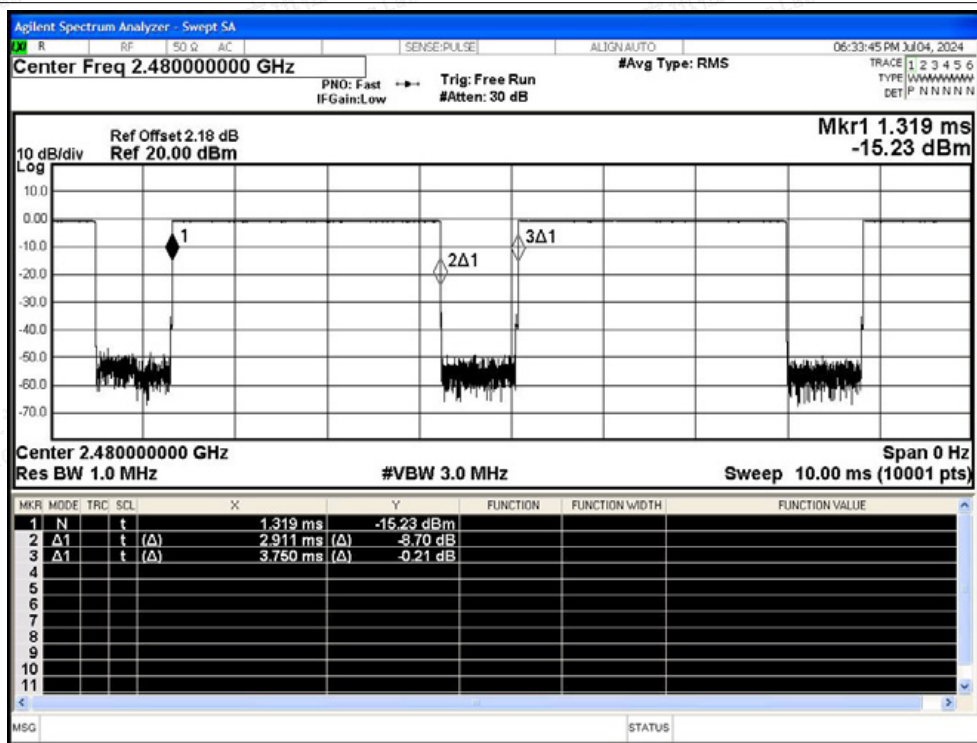 Agilent Spectrum Analyzer - Swept SA
R RF 50 Ω AC SENSE:PULSE ALIGN AUTO 06:33:45 PM Jul 04, 2024
Center Freq 2.480000000 GHz
#Avg Type: RMS
TRACE 1 2 3 4 5 6
PNO: Fast
Trig: Free Run
TYPE WWWWWW
IFGain:Low
#Atten: 30 dB
DET P N N N N N
Mkr1 1.319 ms
-15.23 dBm
Ref Offset 2.18 dB
10 dB/div Ref 20.00 dBm
Log
10.0
0.00
-10.0
-20.0
-30.0
-40.0
-50.0
-60.0
-70.0
1
2Δ1
3Δ1
Center 2.480000000 GHz Span 0 Hz
Res BW 1.0 MHz #VBW 3.0 MHz Sweep 10.00 ms (10001 pts)
MKR MODE TRC SCL X Y FUNCTION FUNCTION WIDTH FUNCTION VALUE
1 N t 1.319 ms -15.23 dBm
2 Δ1 t (Δ) 2.911 ms (Δ) -8.70 dB
3 Δ1 t (Δ) 3.750 ms (Δ) -0.21 dB
4
5
6
7
8
9
10
11
MSG STATUS